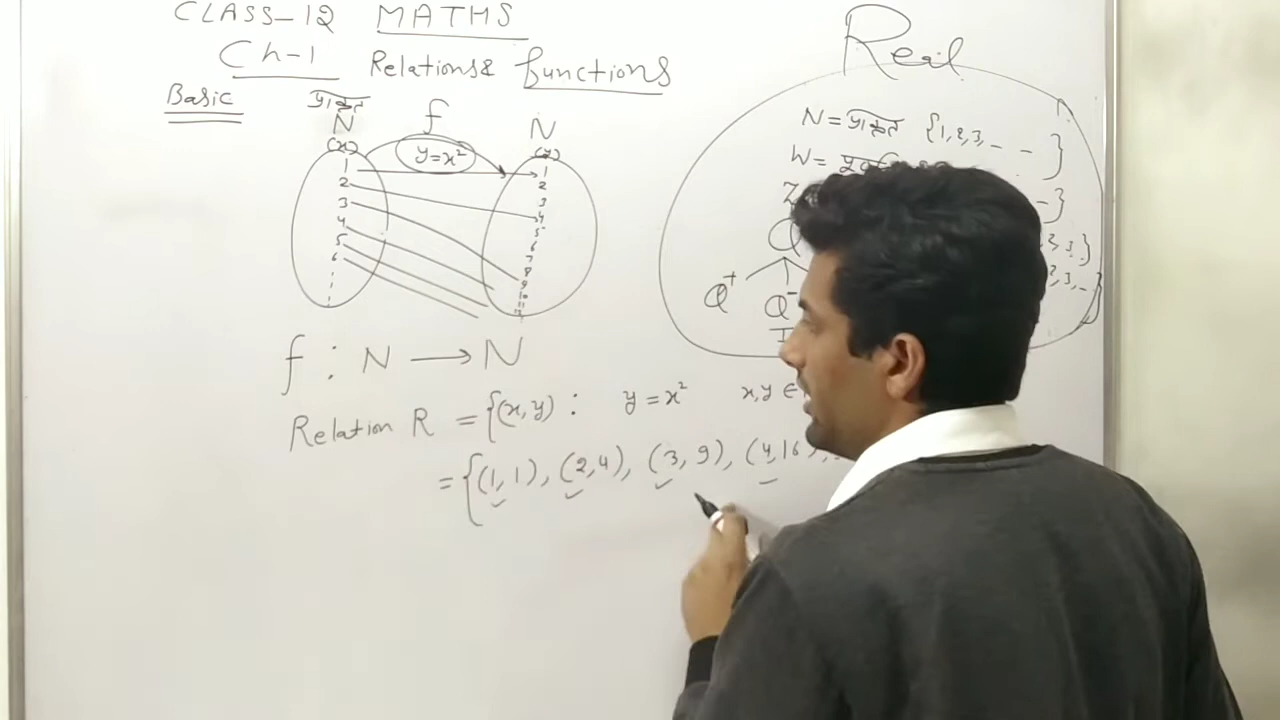 CLASS-12 MATHS
Ch-1 Relations & functions
Basic
प्राकृत
N f N
(x) y=x² (y)
1 1
2 2
3 3
4 4
5 5
6 6
7
8
9
10
11
f : N → N
Relation R = {(x,y) : y=x² x,y ∈
= {(1,1), (2,4), (3,9), (4,16),
Real
N = प्राकृत {1,2,3,- - }
W =
Z
Q
Q⁺ Q⁻